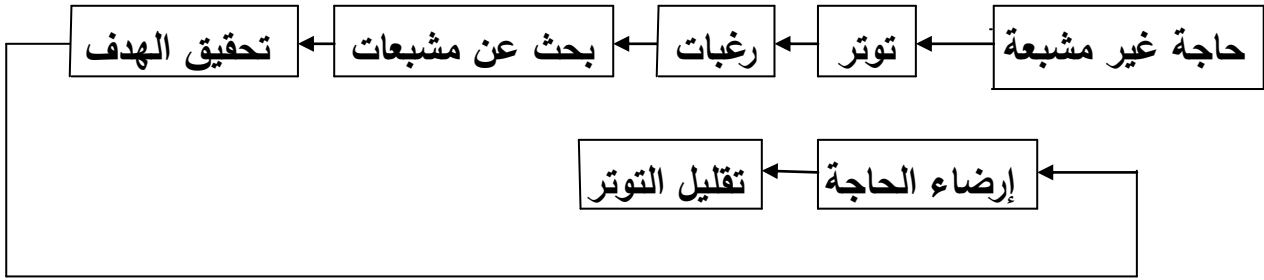 حاجة غير مشبعة
توتر
رغبات
بحث عن مشبعات
تحقيق الهدف
إرضاء الحاجة
تقليل التوتر